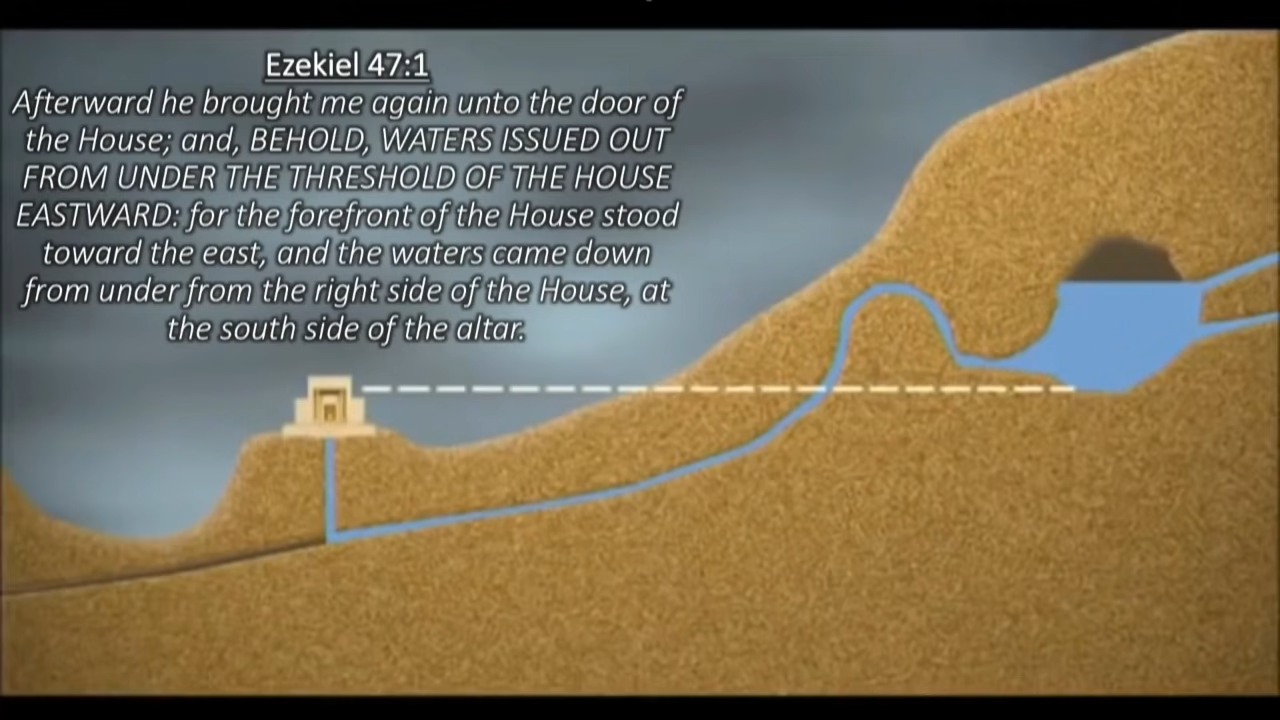 Ezekiel 47:1
Afterward he brought me again unto the door of
the House; and, BEHOLD, WATERS ISSUED OUT
FROM UNDER THE THRESHOLD OF THE HOUSE
EASTWARD: for the forefront of the House stood
toward the east, and the waters came down
from under from the right side of the House, at
the south side of the altar.